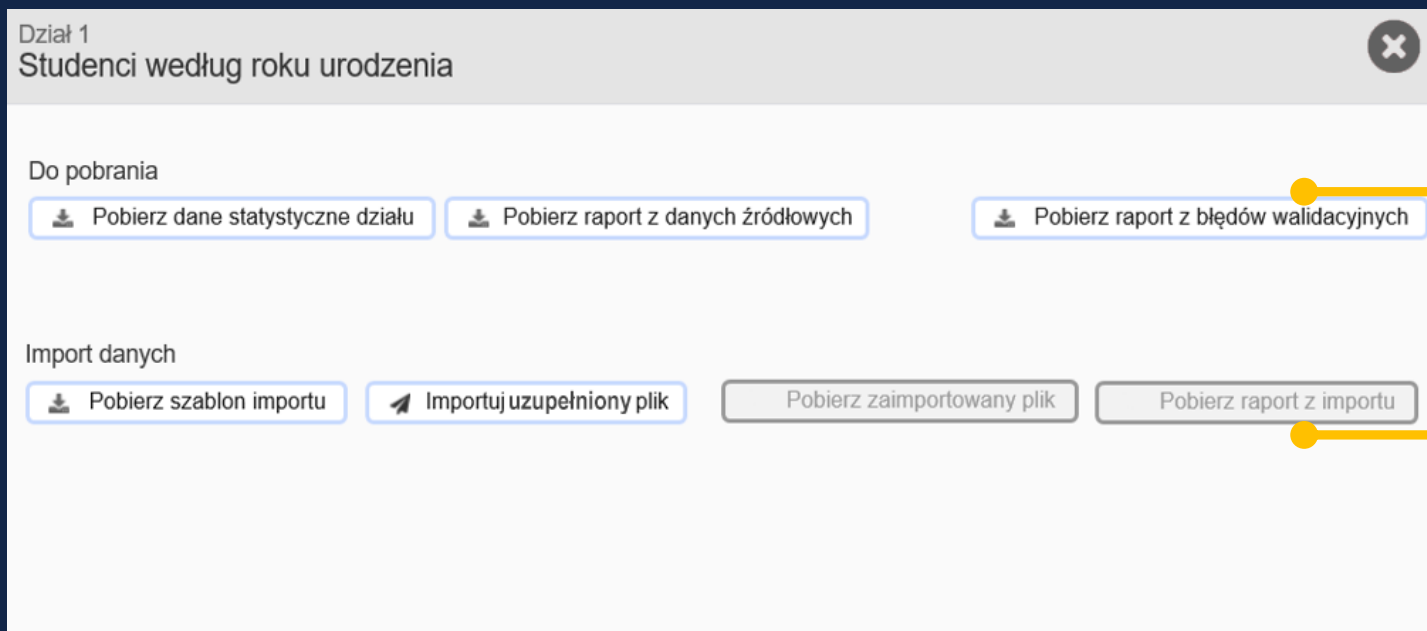 Dział 1
Studenci według roku urodzenia
Do pobrania
Pobierz dane statystyczne działu Pobierz raport z danych źródłowych Pobierz raport z błędów walidacyjnych
Import danych
Pobierz szablon importu Importuj uzupełniony plik Pobierz zaimportowany plik Pobierz raport z importu